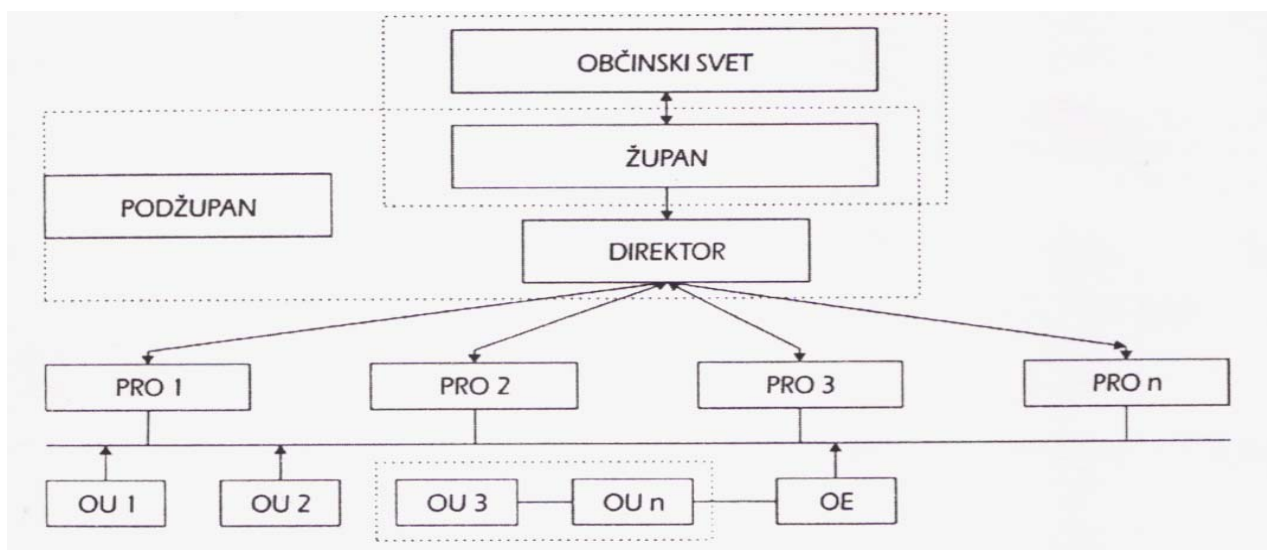 OBČINSKI SVET
ŽUPAN
PODŽUPAN
DIREKTOR
PRO 1
PRO 2
PRO 3
PRO n
OU 1
OU 2
OU 3
OU n
OE